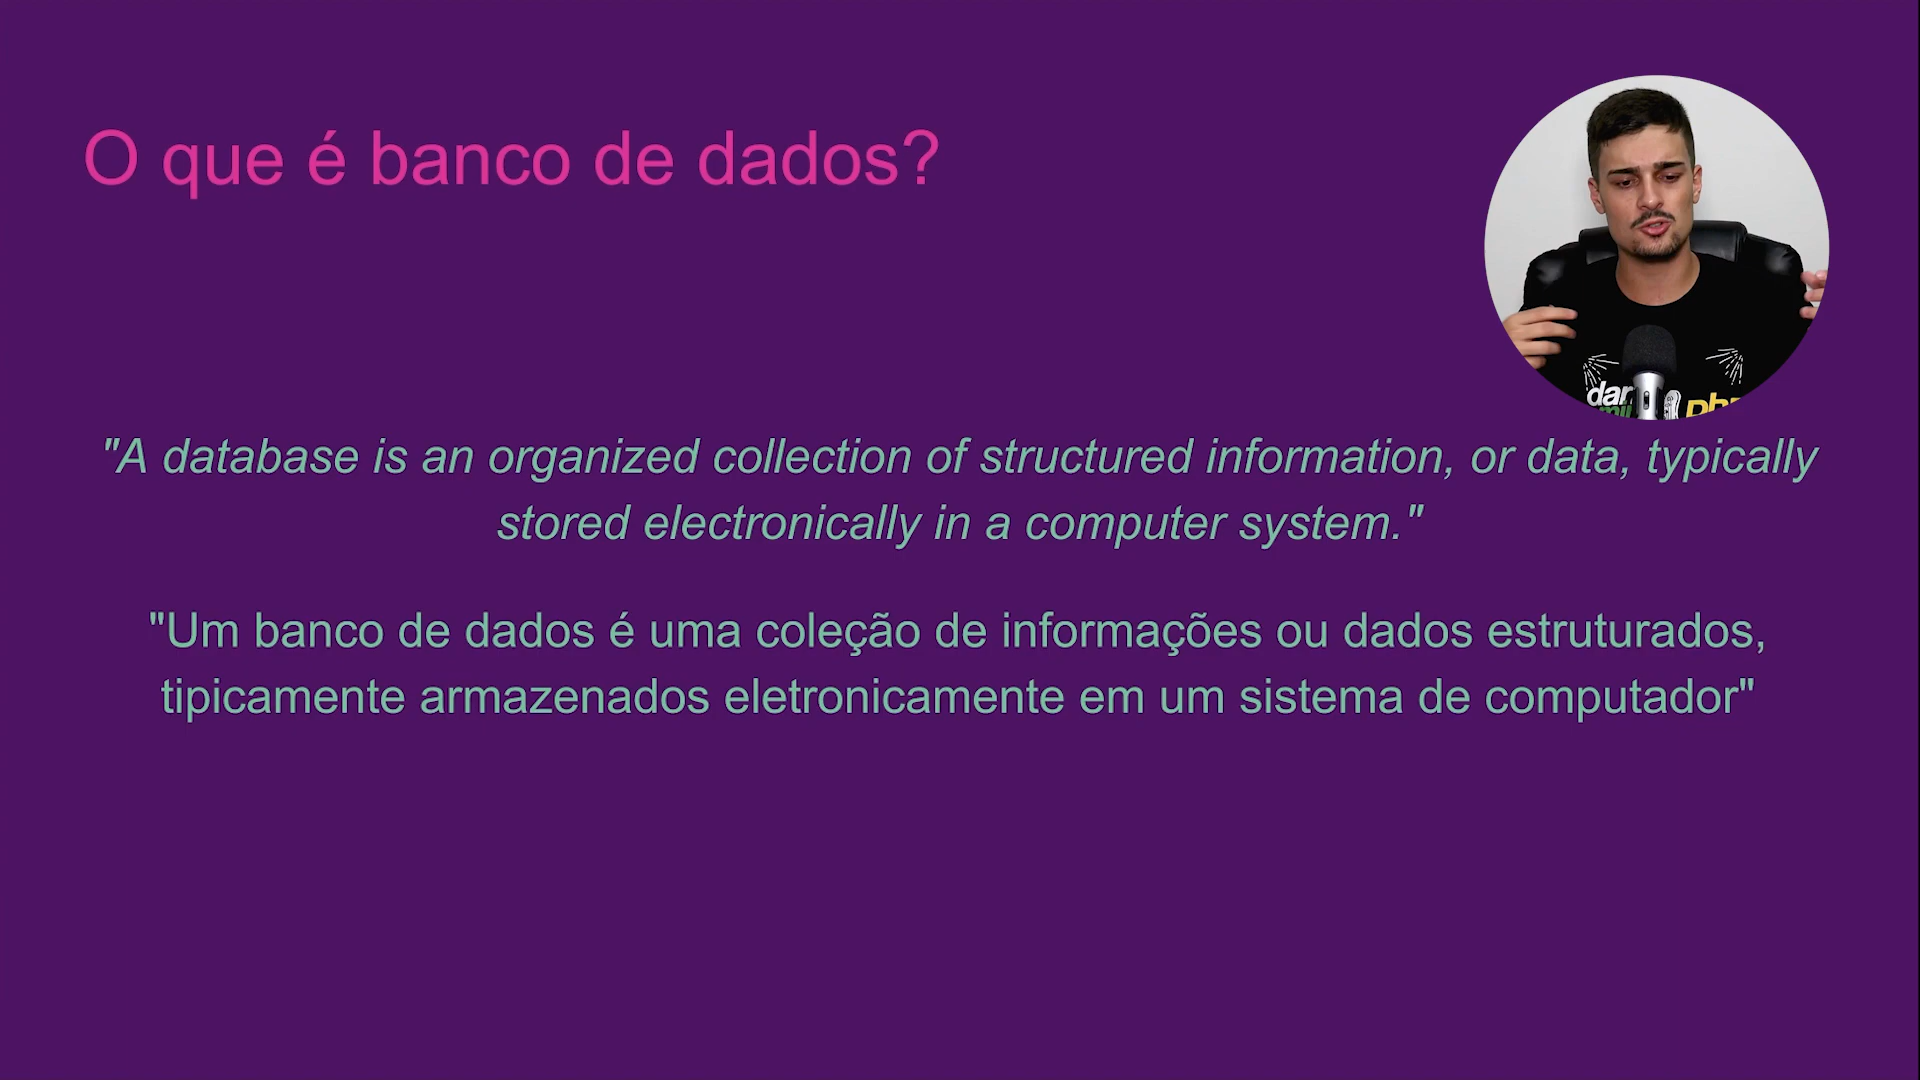 O que é banco de dados?
"A database is an organized collection of structured information, or data, typically
stored electronically in a computer system."
"Um banco de dados é uma coleção de informações ou dados estruturados,
tipicamente armazenados eletronicamente em um sistema de computador"